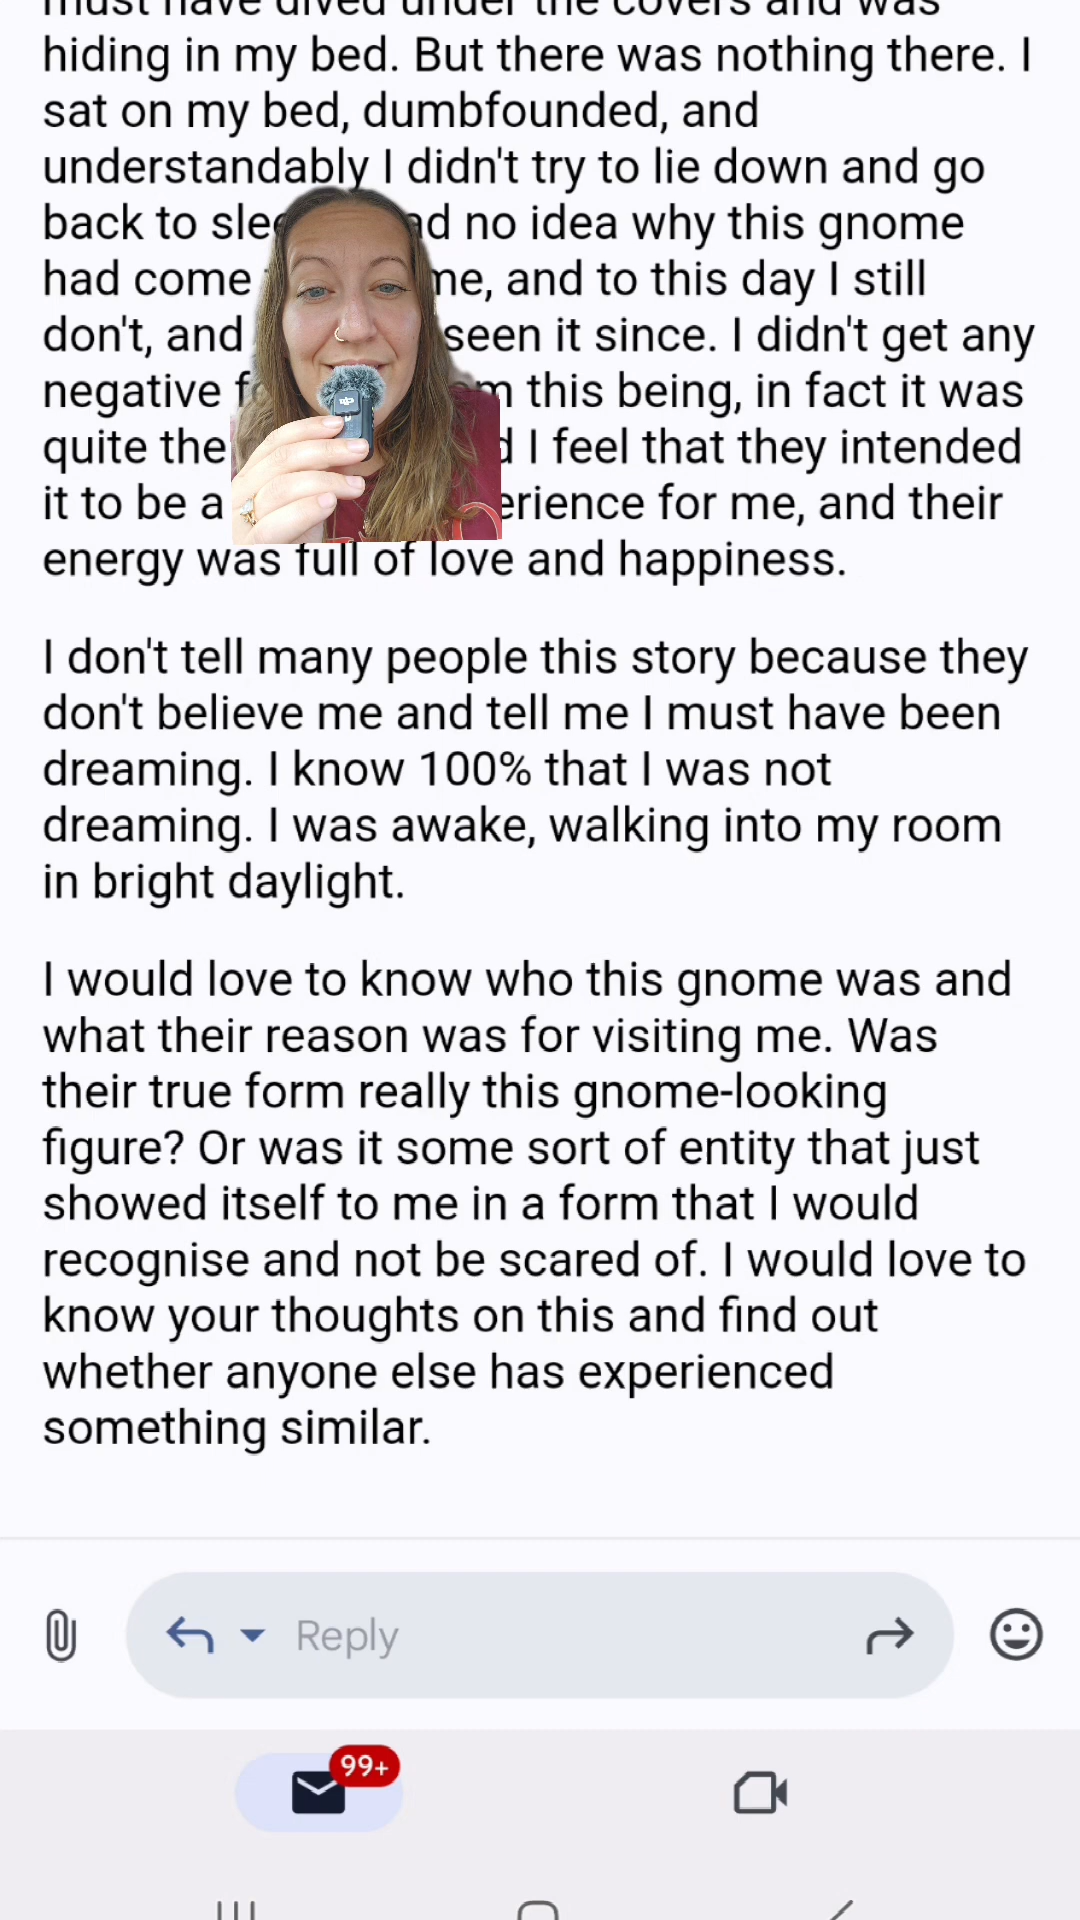 must have dived under the covers and was
hiding in my bed. But there was nothing there. I
sat on my bed, dumbfounded, and
understandably I didn't try to lie down and go
back to no idea why this gnome
had come me, and to this day I still
don't, and seen it since. I didn't get any
negative this being, in fact it was
quite the I feel that they intended
it to be a for me, and their
energy was full of love and happiness.
I don't tell many people this story because they
don't believe me and tell me I must have been
dreaming. I know 100% that I was not
dreaming. I was awake, walking into my room
in bright daylight.
I would love to know who this gnome was and
what their reason was for visiting me. Was
their true form really this gnome-looking
figure? Or was it some sort of entity that just
showed itself to me in a form that I would
recognise and not be scared of. I would love to
know your thoughts on this and find out
whether anyone else has experienced
something similar.
Reply
99+